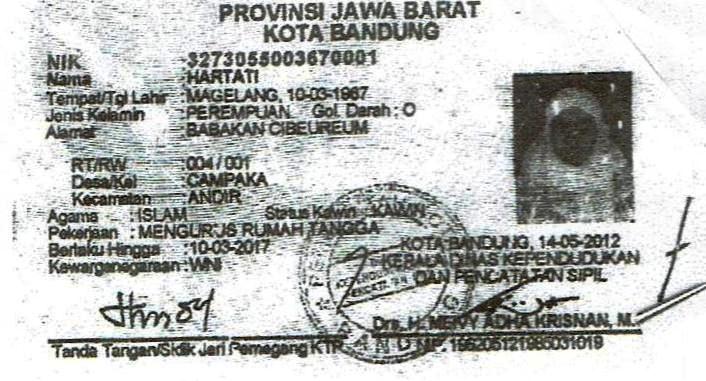 PROVINSI JAWA BARAT
KOTA BANDUNG
NIK : 3273055003670001
Nama : HARTATI
Tempat/Tgl Lahir : MAGELANG, 10-03-1967
Jenis Kelamin : PEREMPUAN Gol. Darah : O
Alamat : BABAKAN CIBEUREUM
RT/RW : 004 / 001
Desa/Kel : CAMPAKA
Kecamatan : ANDIR
Agama : ISLAM Status Kawin : KAWIN
Pekerjaan : MENGURUS RUMAH TANGGA
Berlaku Hingga : 10-03-2017
Kewarganegaraan : WNI
KOTA BANDUNG, 14-05-2012
KEPALA DINAS KEPENDUDUKAN
DAN PENCATATAN SIPIL
Drs. H. MEIVY ADHA KRISNAN, M.
Tanda Tangan/Sidik Jari Pemegang KTP